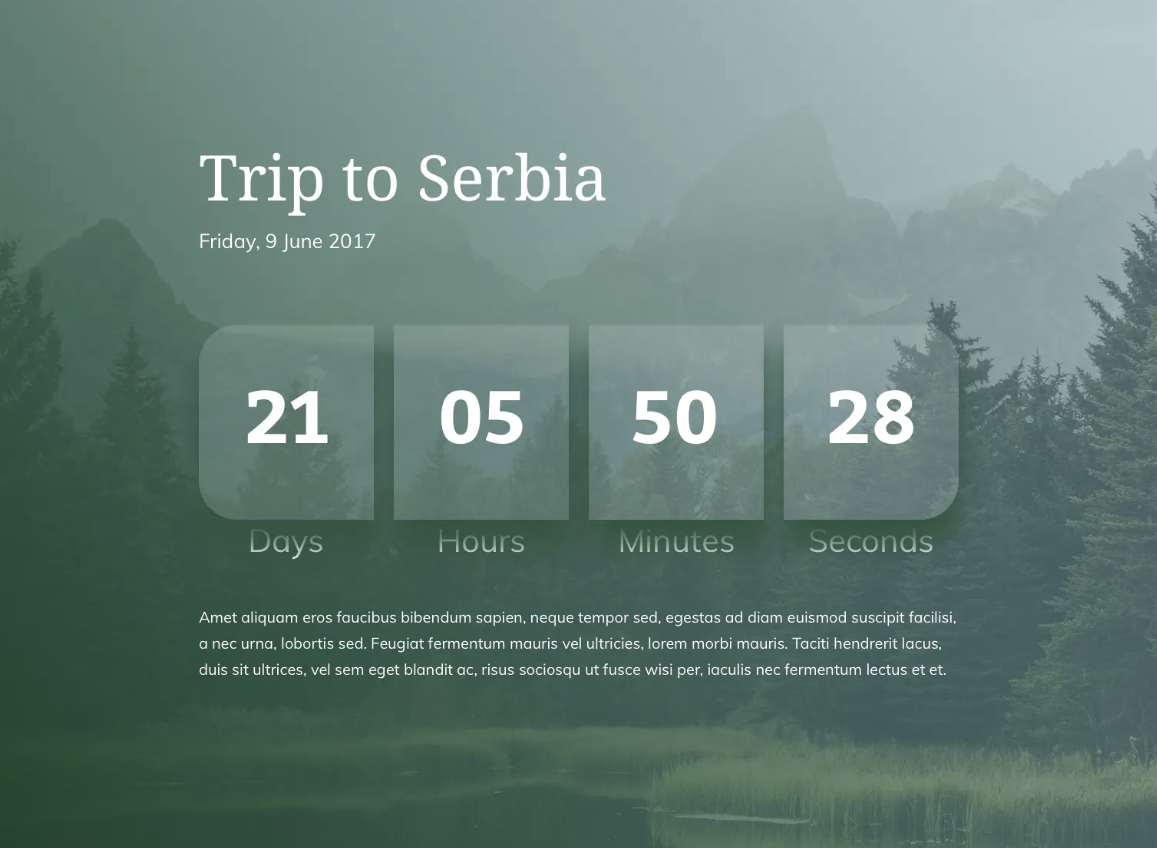 Trip to Serbia
Friday, 9 June 2017
21 05 50 28
Days Hours Minutes Seconds
Amet aliquam eros faucibus bibendum sapien, neque tempor sed, egestas ad diam euismod suscipit facilisi,
a nec urna, lobortis sed. Feugiat fermentum mauris vel ultricies, lorem morbi mauris. Taciti hendrerit lacus,
duis sit ultrices, vel sem eget blandit ac, risus sociosqu ut fusce wisi per, iaculis nec fermentum lectus et et.